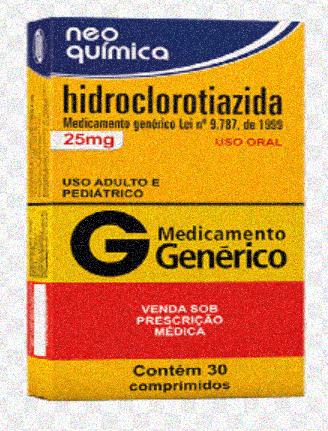 neo
química
hidroclorotiazida
Medicamento genérico Lei nº 9.787, de 1999
25mg
USO ORAL
USO ADULTO E
PEDIÁTRICO
G Medicamento
Genérico
VENDA SOB
PRESCRIÇÃO
MÉDICA
Contém 30
comprimidos